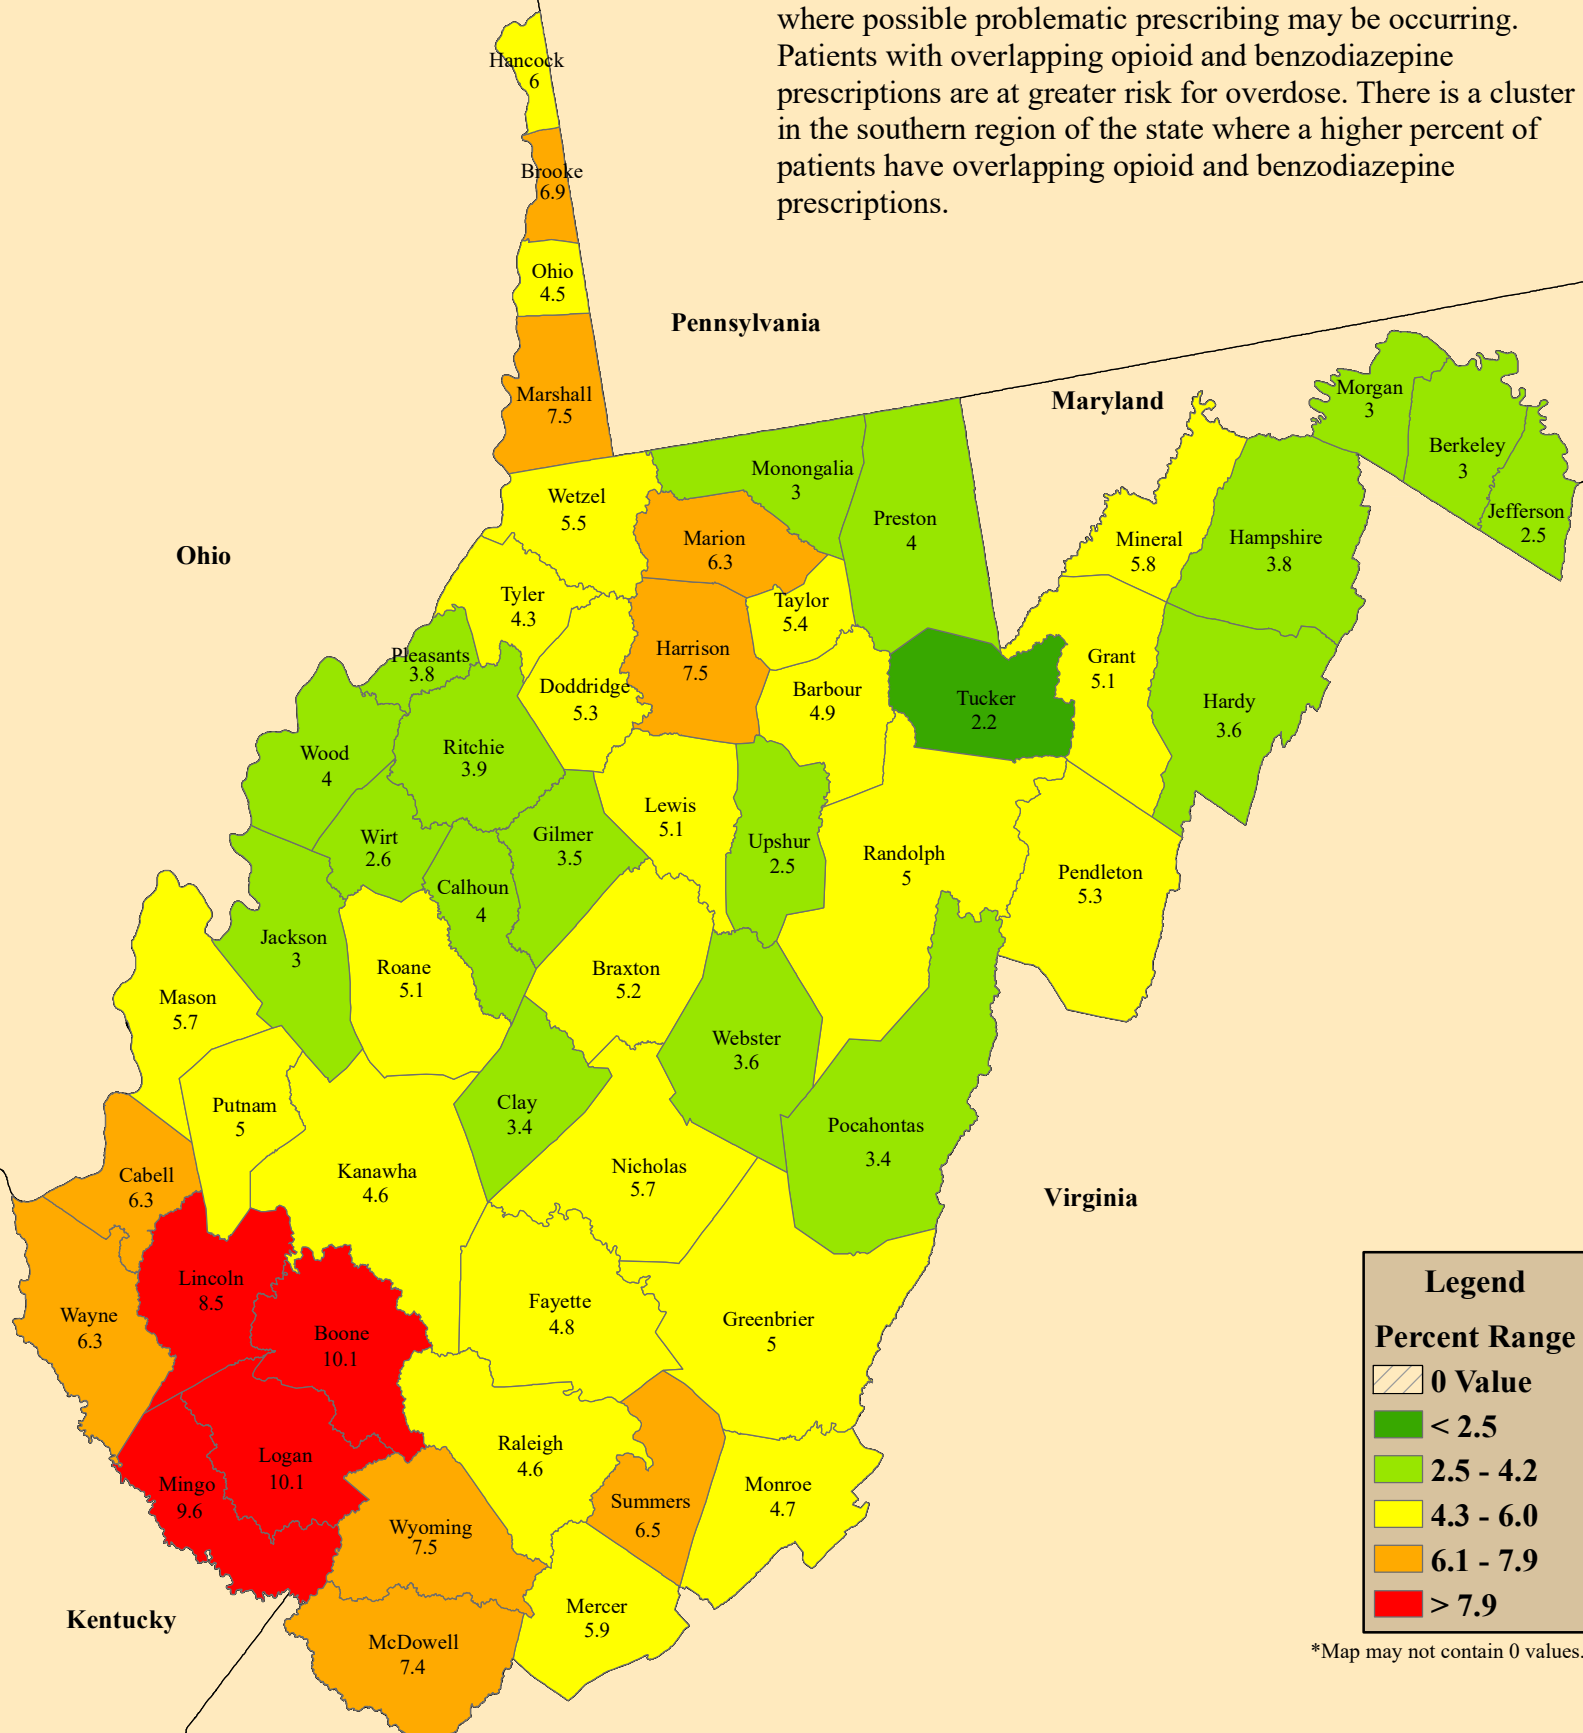 where possible problematic prescribing may be occurring.
Patients with overlapping opioid and benzodiazepine
prescriptions are at greater risk for overdose. There is a cluster
in the southern region of the state where a higher percent of
patients have overlapping opioid and benzodiazepine
prescriptions.
Hancock
6
Brooke
6.9
Ohio
4.5
Marshall
7.5
Pennsylvania
Maryland
Morgan
3
Berkeley
3
Jefferson
2.5
Monongalia
3
Preston
4
Wetzel
5.5
Marion
6.3
Mineral
5.8
Hampshire
3.8
Ohio
Tyler
4.3
Taylor
5.4
Pleasants
3.8
Harrison
7.5
Grant
5.1
Doddridge
5.3
Barbour
4.9
Tucker
2.2
Hardy
3.6
Wood
4
Ritchie
3.9
Lewis
5.1
Wirt
2.6
Gilmer
3.5
Upshur
2.5
Randolph
5
Pendleton
5.3
Calhoun
4
Jackson
3
Roane
5.1
Braxton
5.2
Mason
5.7
Webster
3.6
Putnam
5
Clay
3.4
Pocahontas
3.4
Cabell
6.3
Kanawha
4.6
Nicholas
5.7
Virginia
Lincoln
8.5
Wayne
6.3
Boone
10.1
Fayette
4.8
Greenbrier
5
Logan
10.1
Raleigh
4.6
Mingo
9.6
Summers
6.5
Monroe
4.7
Wyoming
7.5
Mercer
5.9
Kentucky
McDowell
7.4
Legend
Percent Range
0 Value
< 2.5
2.5 - 4.2
4.3 - 6.0
6.1 - 7.9
> 7.9
*Map may not contain 0 values.